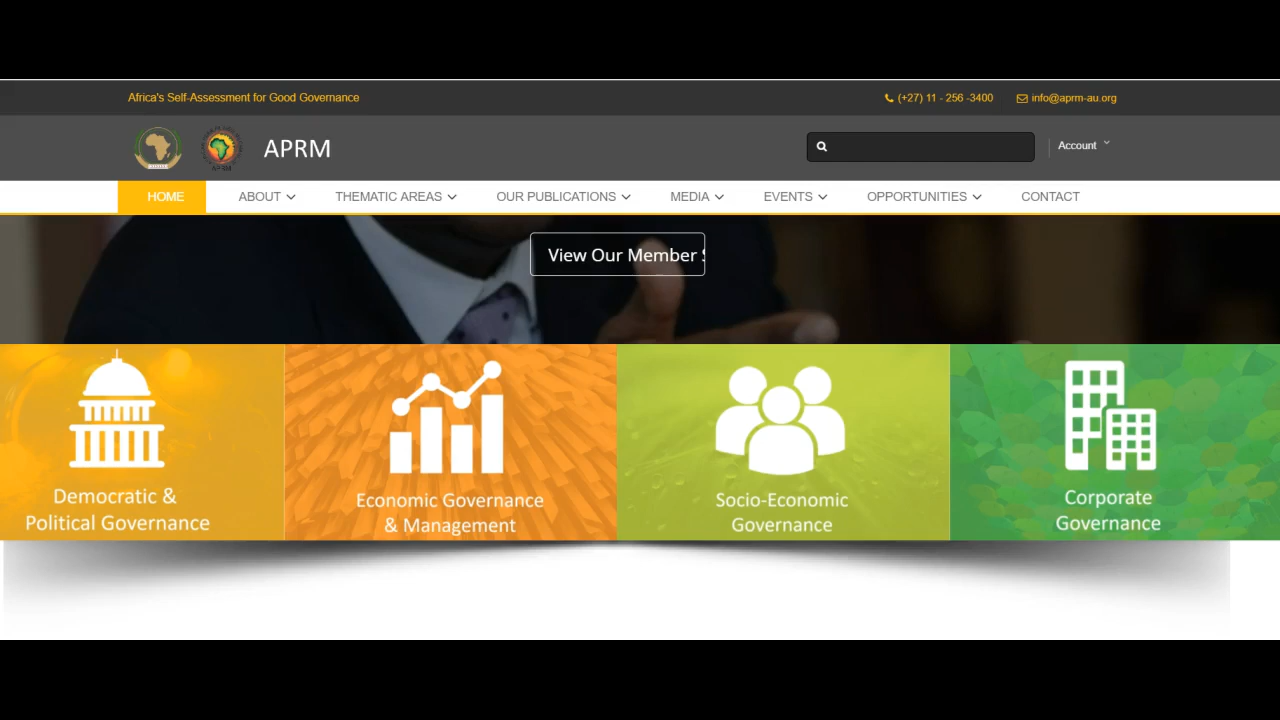 Africa's Self-Assessment for Good Governance
(+27) 11 - 256 -3400
info@aprm-au.org
APRM
Account
HOME
ABOUT
THEMATIC AREAS
OUR PUBLICATIONS
MEDIA
EVENTS
OPPORTUNITIES
CONTACT
View Our Member
Democratic &
Political Governance
Economic Governance
& Management
Socio-Economic
Governance
Corporate
Governance